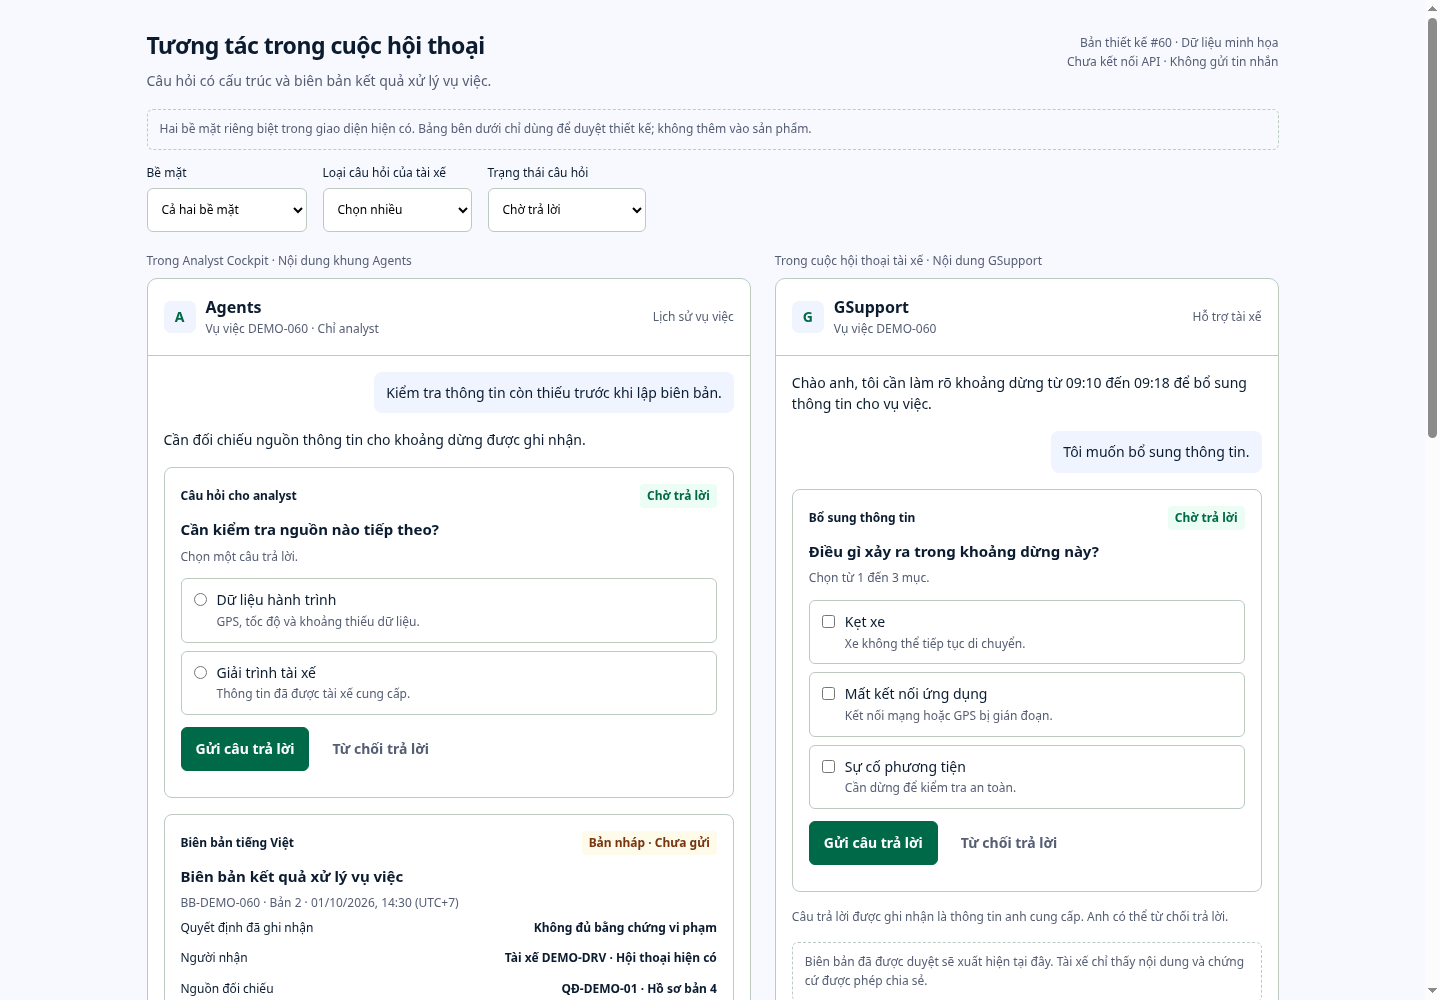 Tương tác trong cuộc hội thoại
Câu hỏi có cấu trúc và biên bản kết quả xử lý vụ việc.
Bản thiết kế #60 · Dữ liệu minh họa
Chưa kết nối API · Không gửi tin nhắn
Hai bề mặt riêng biệt trong giao diện hiện có. Bảng bên dưới chỉ dùng để duyệt thiết kế; không thêm vào sản phẩm.
Bề mặt
Cả hai bề mặt
Loại câu hỏi của tài xế
Chọn nhiều
Trạng thái câu hỏi
Chờ trả lời
Trong Analyst Cockpit · Nội dung khung Agents
A
Agents
Vụ việc DEMO-060 · Chỉ analyst
Lịch sử vụ việc
Kiểm tra thông tin còn thiếu trước khi lập biên bản.
Cần đối chiếu nguồn thông tin cho khoảng dừng được ghi nhận.
Câu hỏi cho analyst
Chờ trả lời
Cần kiểm tra nguồn nào tiếp theo?
Chọn một câu trả lời.
Dữ liệu hành trình
GPS, tốc độ và khoảng thiếu dữ liệu.
Giải trình tài xế
Thông tin đã được tài xế cung cấp.
Gửi câu trả lời
Từ chối trả lời
Biên bản tiếng Việt
Bản nháp · Chưa gửi
Biên bản kết quả xử lý vụ việc
BB-DEMO-060 · Bản 2 · 01/10/2026, 14:30 (UTC+7)
Quyết định đã ghi nhận
Không đủ bằng chứng vi phạm
Người nhận
Tài xế DEMO-DRV · Hội thoại hiện có
Nguồn đối chiếu
QĐ-DEMO-01 · Hồ sơ bản 4
Trong cuộc hội thoại tài xế · Nội dung GSupport
G
GSupport
Vụ việc DEMO-060
Hỗ trợ tài xế
Chào anh, tôi cần làm rõ khoảng dừng từ 09:10 đến 09:18 để bổ sung
thông tin cho vụ việc.
Tôi muốn bổ sung thông tin.
Bổ sung thông tin
Chờ trả lời
Điều gì xảy ra trong khoảng dừng này?
Chọn từ 1 đến 3 mục.
Kẹt xe
Xe không thể tiếp tục di chuyển.
Mất kết nối ứng dụng
Kết nối mạng hoặc GPS bị gián đoạn.
Sự cố phương tiện
Cần dừng để kiểm tra an toàn.
Gửi câu trả lời
Từ chối trả lời
Câu trả lời được ghi nhận là thông tin anh cung cấp. Anh có thể từ chối trả lời.
Biên bản đã được duyệt sẽ xuất hiện tại đây. Tài xế chỉ thấy nội dung và chứng
cứ được phép chia sẻ.